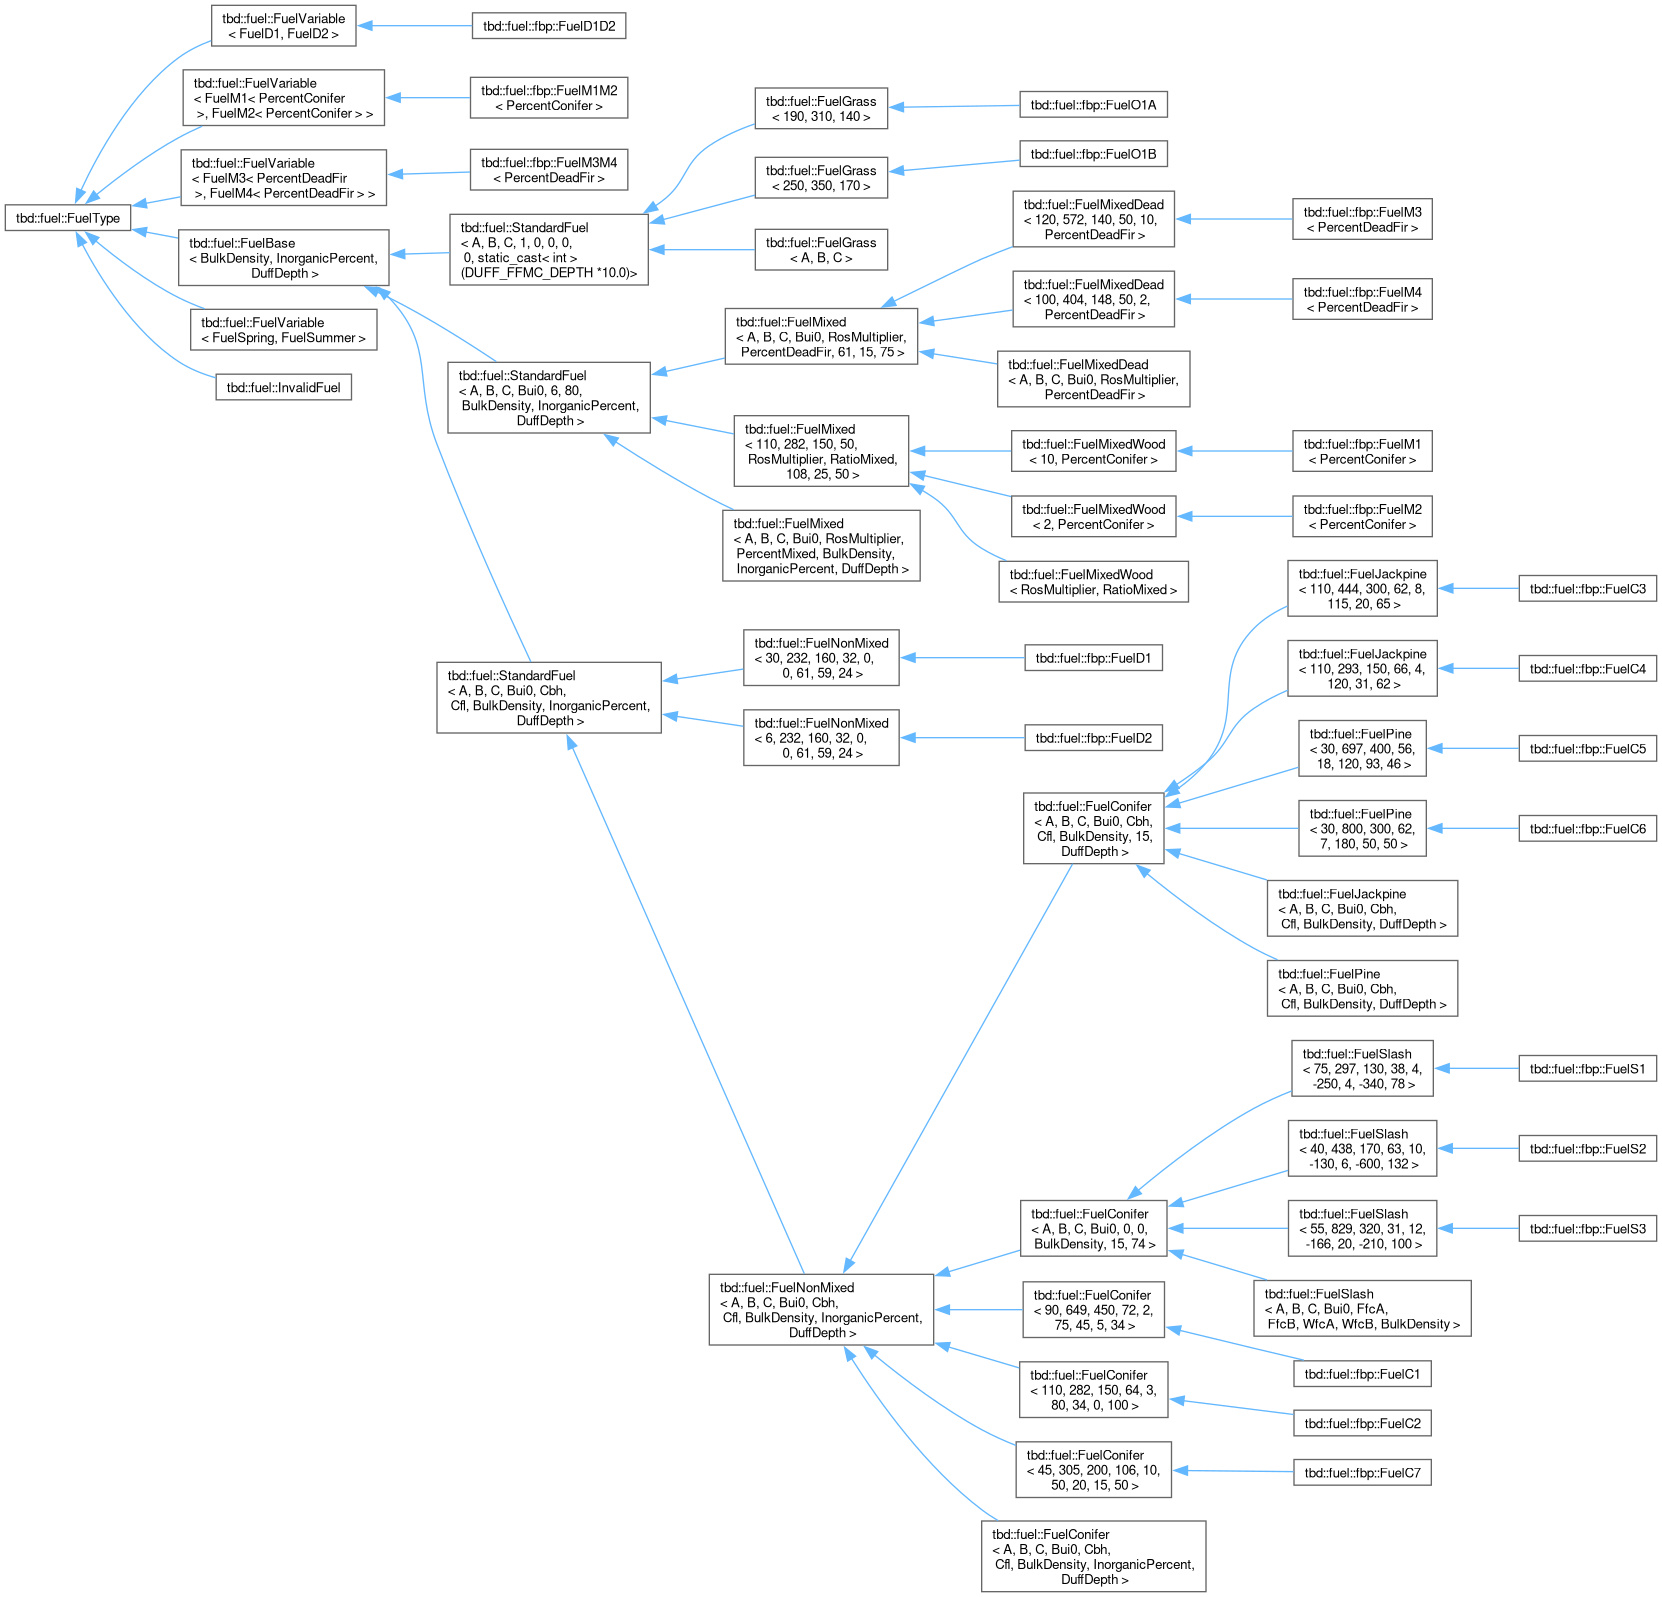 tbd::fuel::FuelType
tbd::fuel::FuelVariable
< FuelD1, FuelD2 >
tbd::fuel::fbp::FuelD1D2
tbd::fuel::FuelVariable
< FuelM1< PercentConifer
>, FuelM2< PercentConifer > >
tbd::fuel::fbp::FuelM1M2
< PercentConifer >
tbd::fuel::FuelVariable
< FuelM3< PercentDeadFir
>, FuelM4< PercentDeadFir > >
tbd::fuel::fbp::FuelM3M4
< PercentDeadFir >
tbd::fuel::FuelBase
< BulkDensity, InorganicPercent,
DuffDepth >
tbd::fuel::FuelVariable
< FuelSpring, FuelSummer >
tbd::fuel::InvalidFuel
tbd::fuel::StandardFuel
< A, B, C, 1, 0, 0, 0,
0, static_cast< int >
(DUFF_FFMC_DEPTH *10.0)>
tbd::fuel::FuelGrass
< 190, 310, 140 >
tbd::fuel::fbp::FuelO1A
tbd::fuel::FuelGrass
< 250, 350, 170 >
tbd::fuel::fbp::FuelO1B
tbd::fuel::FuelGrass
< A, B, C >
tbd::fuel::StandardFuel
< A, B, C, Bui0, 6, 80,
BulkDensity, InorganicPercent,
DuffDepth >
tbd::fuel::FuelMixed
< A, B, C, Bui0, RosMultiplier,
PercentDeadFir, 61, 15, 75 >
tbd::fuel::FuelMixedDead
< 120, 572, 140, 50, 10,
PercentDeadFir >
tbd::fuel::fbp::FuelM3
< PercentDeadFir >
tbd::fuel::FuelMixedDead
< 100, 404, 148, 50, 2,
PercentDeadFir >
tbd::fuel::fbp::FuelM4
< PercentDeadFir >
tbd::fuel::FuelMixedDead
< A, B, C, Bui0, RosMultiplier,
PercentDeadFir >
tbd::fuel::FuelMixed
< 110, 282, 150, 50,
RosMultiplier, RatioMixed,
108, 25, 50 >
tbd::fuel::FuelMixedWood
< 10, PercentConifer >
tbd::fuel::fbp::FuelM1
< PercentConifer >
tbd::fuel::FuelMixedWood
< 2, PercentConifer >
tbd::fuel::fbp::FuelM2
< PercentConifer >
tbd::fuel::FuelMixedWood
< RosMultiplier, RatioMixed >
tbd::fuel::FuelMixed
< A, B, C, Bui0, RosMultiplier,
PercentMixed, BulkDensity,
InorganicPercent, DuffDepth >
tbd::fuel::StandardFuel
< A, B, C, Bui0, Cbh,
Cfl, BulkDensity, InorganicPercent,
DuffDepth >
tbd::fuel::FuelNonMixed
< 30, 232, 160, 32, 0,
0, 61, 59, 24 >
tbd::fuel::fbp::FuelD1
tbd::fuel::FuelNonMixed
< 6, 232, 160, 32, 0,
0, 61, 59, 24 >
tbd::fuel::fbp::FuelD2
tbd::fuel::FuelNonMixed
< A, B, C, Bui0, Cbh,
Cfl, BulkDensity, InorganicPercent,
DuffDepth >
tbd::fuel::FuelConifer
< A, B, C, Bui0, Cbh,
Cfl, BulkDensity, 15,
DuffDepth >
tbd::fuel::FuelJackpine
< 110, 444, 300, 62, 8,
115, 20, 65 >
tbd::fuel::fbp::FuelC3
tbd::fuel::FuelJackpine
< 110, 293, 150, 66, 4,
120, 31, 62 >
tbd::fuel::fbp::FuelC4
tbd::fuel::FuelPine
< 30, 697, 400, 56,
18, 120, 93, 46 >
tbd::fuel::fbp::FuelC5
tbd::fuel::FuelPine
< 30, 800, 300, 62,
7, 180, 50, 50 >
tbd::fuel::fbp::FuelC6
tbd::fuel::FuelJackpine
< A, B, C, Bui0, Cbh,
Cfl, BulkDensity, DuffDepth >
tbd::fuel::FuelPine
< A, B, C, Bui0, Cbh,
Cfl, BulkDensity, DuffDepth >
tbd::fuel::FuelConifer
< A, B, C, Bui0, 0, 0,
BulkDensity, 15, 74 >
tbd::fuel::FuelSlash
< 75, 297, 130, 38, 4,
-250, 4, -340, 78 >
tbd::fuel::fbp::FuelS1
tbd::fuel::FuelSlash
< 40, 438, 170, 63, 10,
-130, 6, -600, 132 >
tbd::fuel::fbp::FuelS2
tbd::fuel::FuelSlash
< 55, 829, 320, 31, 12,
-166, 20, -210, 100 >
tbd::fuel::fbp::FuelS3
tbd::fuel::FuelSlash
< A, B, C, Bui0, FfcA,
FfcB, WfcA, WfcB, BulkDensity >
tbd::fuel::FuelConifer
< 90, 649, 450, 72, 2,
75, 45, 5, 34 >
tbd::fuel::fbp::FuelC1
tbd::fuel::FuelConifer
< 110, 282, 150, 64, 3,
80, 34, 0, 100 >
tbd::fuel::fbp::FuelC2
tbd::fuel::FuelConifer
< 45, 305, 200, 106, 10,
50, 20, 15, 50 >
tbd::fuel::fbp::FuelC7
tbd::fuel::FuelConifer
< A, B, C, Bui0, Cbh,
Cfl, BulkDensity, InorganicPercent,
DuffDepth >